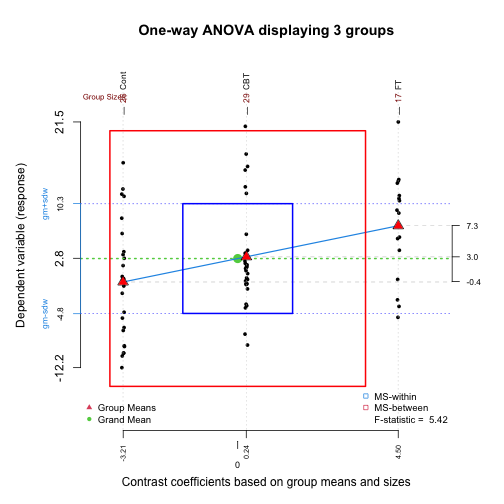 One-way ANOVA displaying 3 groups
Group Sizes
26 Cont
29 CBT
17 FT
Dependent variable (response)
21.5
10.3
2.8
-4.8
-12.2
gm+sdw
gm-sdw
7.3
3.0
-0.4
Group Means
Grand Mean
MS-within
MS-between
F-statistic = 5.42
-3.21
0
0.24
4.50
Contrast coefficients based on group means and sizes